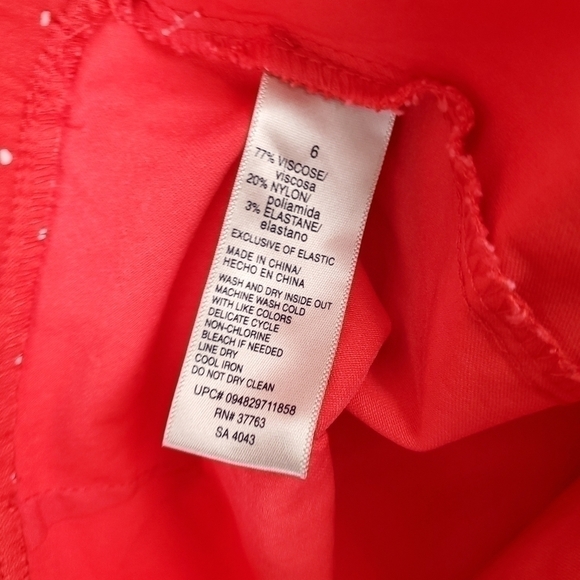 6
77% VISCOSE/
viscosa
20% NYLON/
poliamida
3% ELASTANE/
elastano
EXCLUSIVE OF ELASTIC
MADE IN CHINA/
HECHO EN CHINA
WASH AND DRY INSIDE OUT
MACHINE WASH COLD
WITH LIKE COLORS
DELICATE CYCLE
NON-CHLORINE
BLEACH IF NEEDED
LINE DRY
COOL IRON
DO NOT DRY CLEAN
UPC# 094829711858
RN# 37763
SA 4043